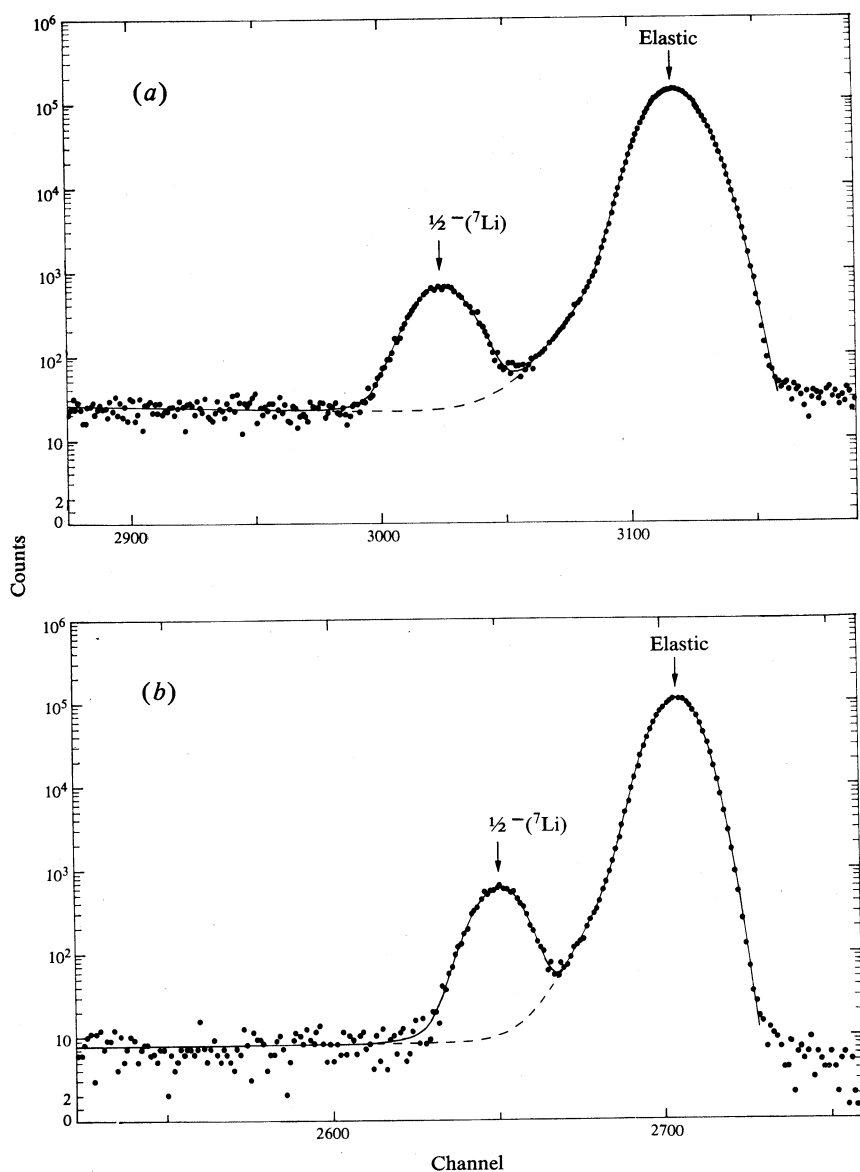 10⁶
Elastic
(a)
10⁵
10⁴
½⁻(⁷Li)
10³
10²
10
2
0
2900
3000
3100
Counts
10⁶
Elastic
(b)
10⁵
10⁴
½⁻(⁷Li)
10³
10²
10
2
0
2600
2700
Channel